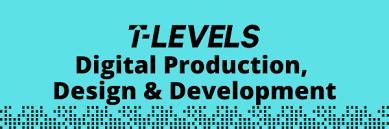 T-LEVELS
Digital Production,
Design & Development